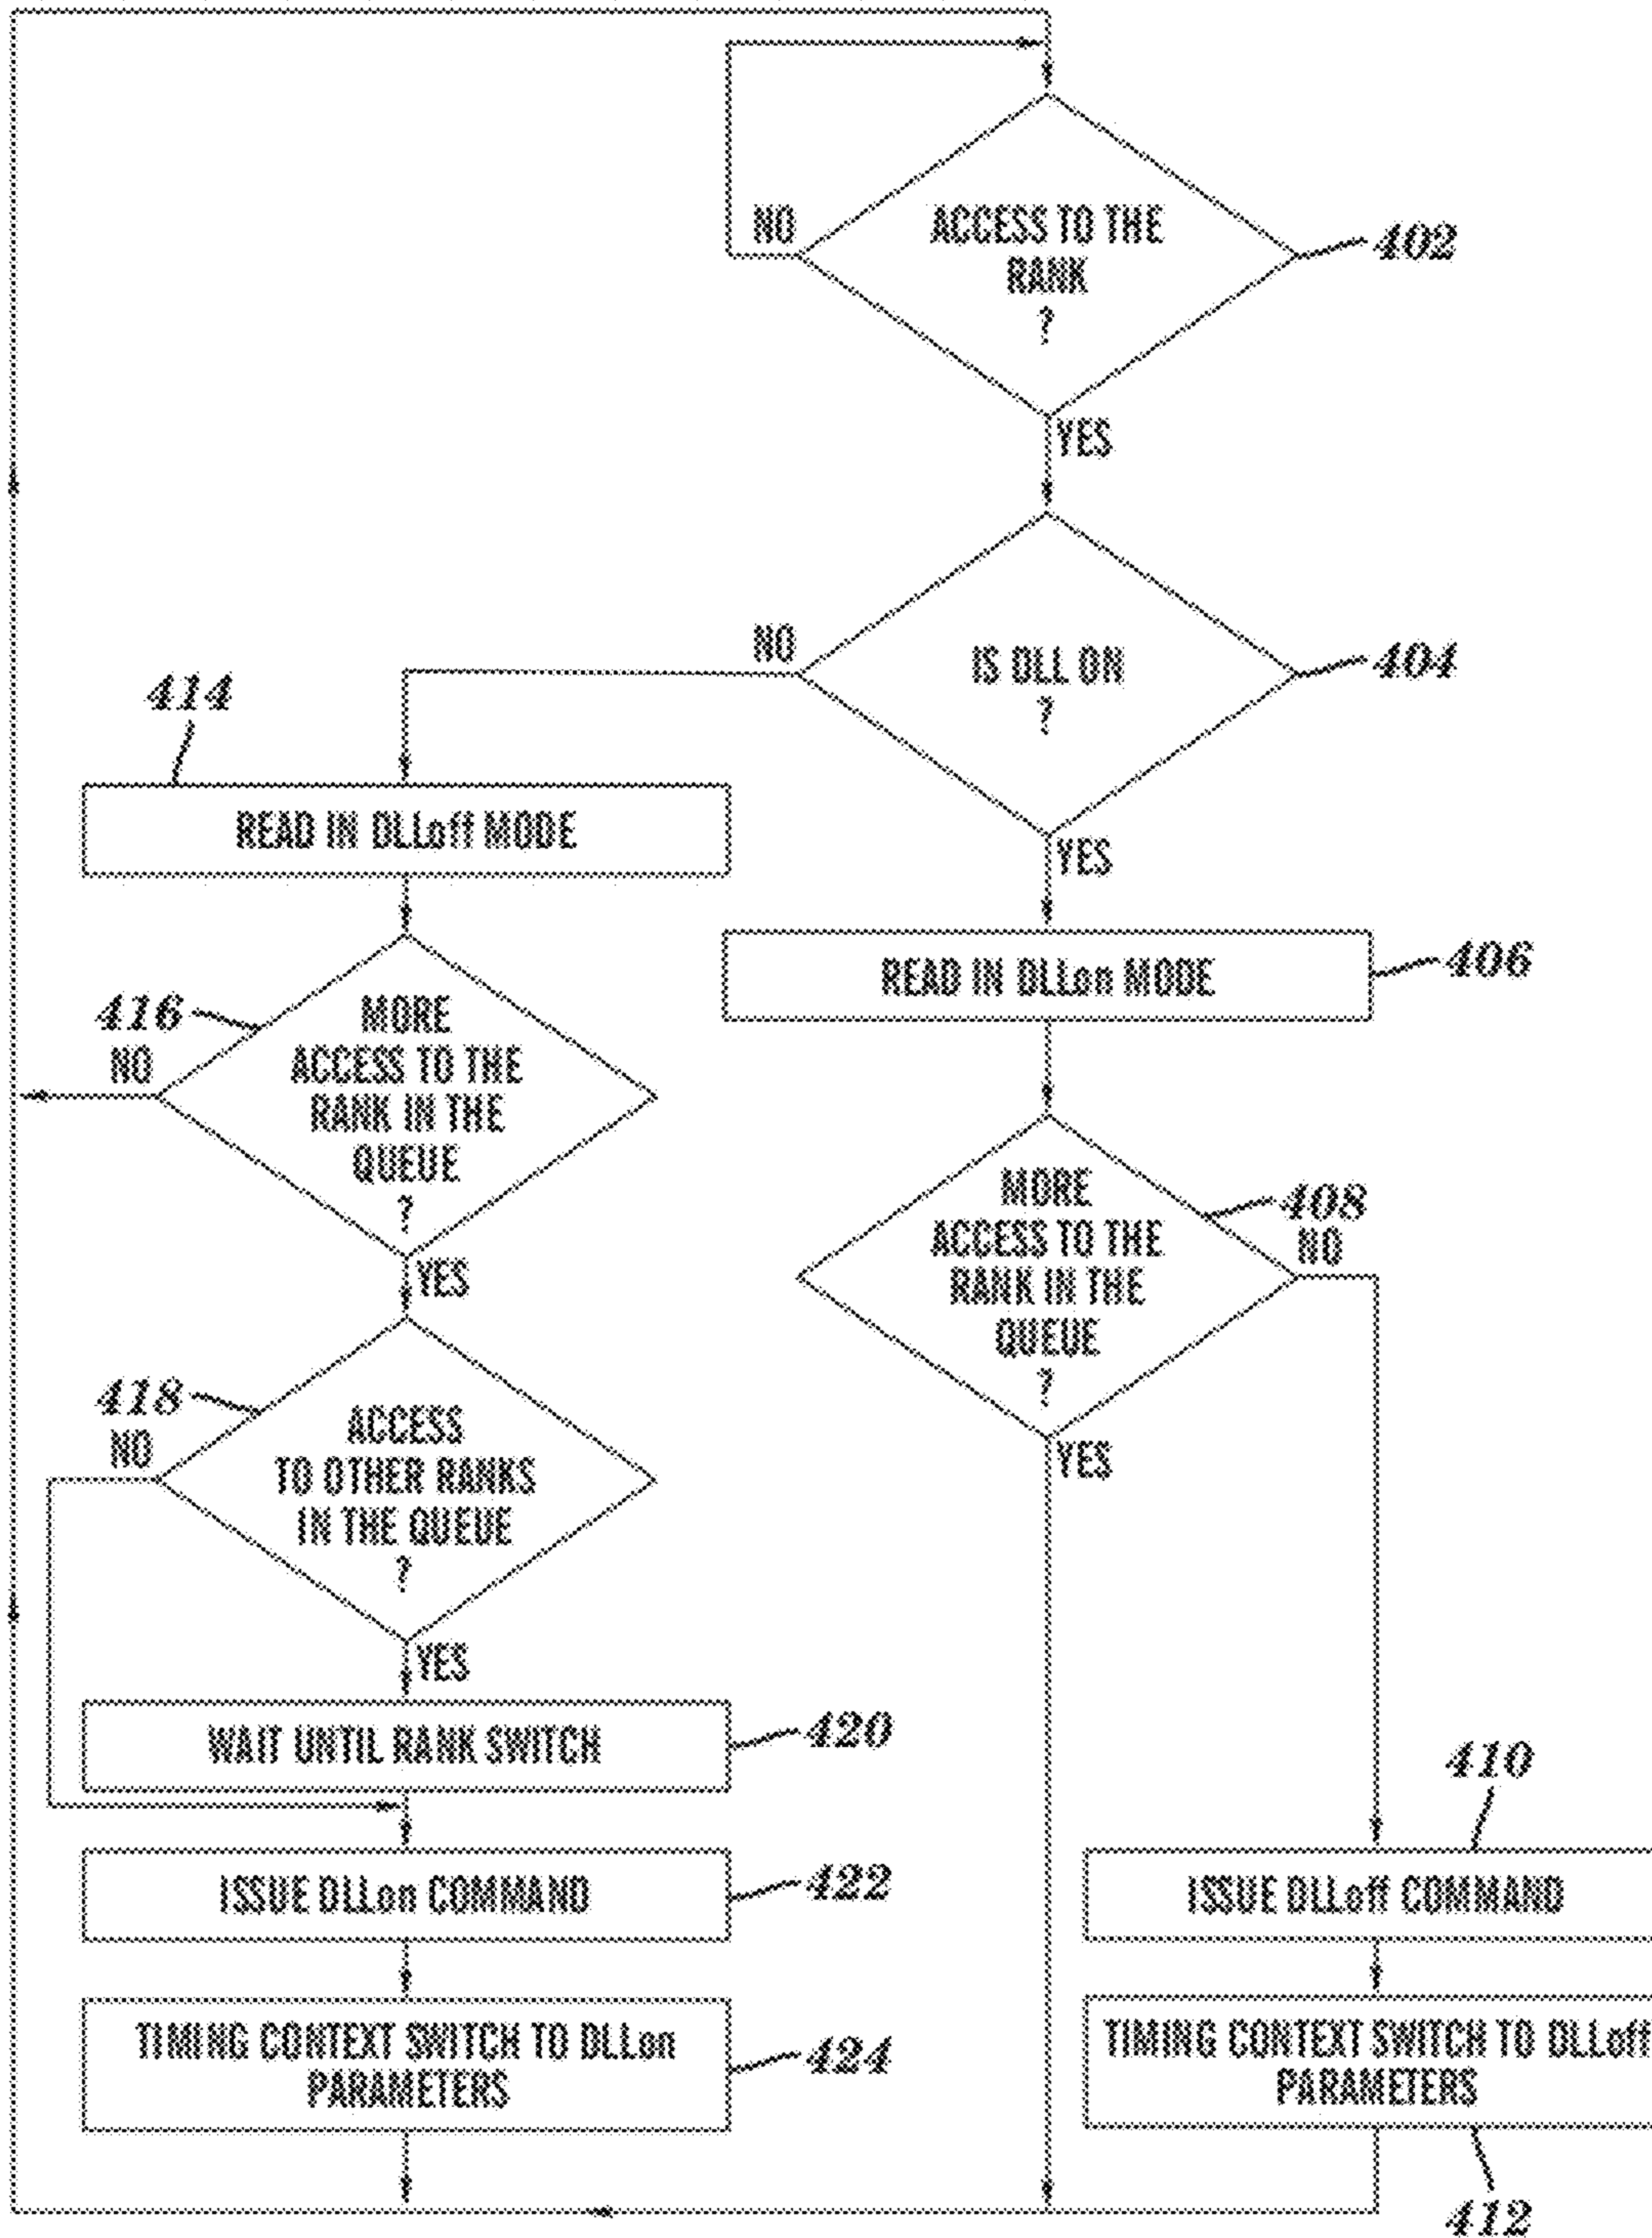 NO
ACCESS TO THE
RANK
?
402
YES
NO
IS DLL ON
?
404
YES
414
READ IN DLLoff MODE
READ IN DLLon MODE
406
416
NO
MORE
ACCESS TO THE
RANK IN THE
QUEUE
?
YES
MORE
ACCESS TO THE
RANK IN THE
QUEUE
?
408
NO
YES
418
NO
ACCESS
TO OTHER RANKS
IN THE QUEUE
?
YES
WAIT UNTIL RANK SWITCH
420
410
ISSUE DLLon COMMAND
422
ISSUE DLLoff COMMAND
TIMING CONTEXT SWITCH TO DLLon
PARAMETERS
424
TIMING CONTEXT SWITCH TO DLLoff
PARAMETERS
412